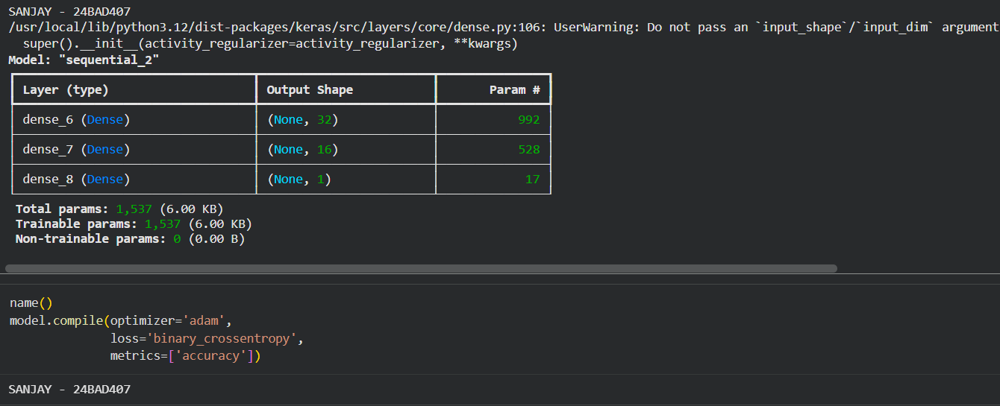 SANJAY - 24BAD407
/usr/local/lib/python3.12/dist-packages/keras/src/layers/core/dense.py:106: UserWarning: Do not pass an `input_shape`/`input_dim` argument
super().__init__(activity_regularizer=activity_regularizer, **kwargs)
Model: "sequential_2"
Layer (type) Output Shape Param #
dense_6 (Dense) (None, 32) 992
dense_7 (Dense) (None, 16) 528
dense_8 (Dense) (None, 1) 17
Total params: 1,537 (6.00 KB)
Trainable params: 1,537 (6.00 KB)
Non-trainable params: 0 (0.00 B)
name()
model.compile(optimizer='adam',
loss='binary_crossentropy',
metrics=['accuracy'])
SANJAY - 24BAD407